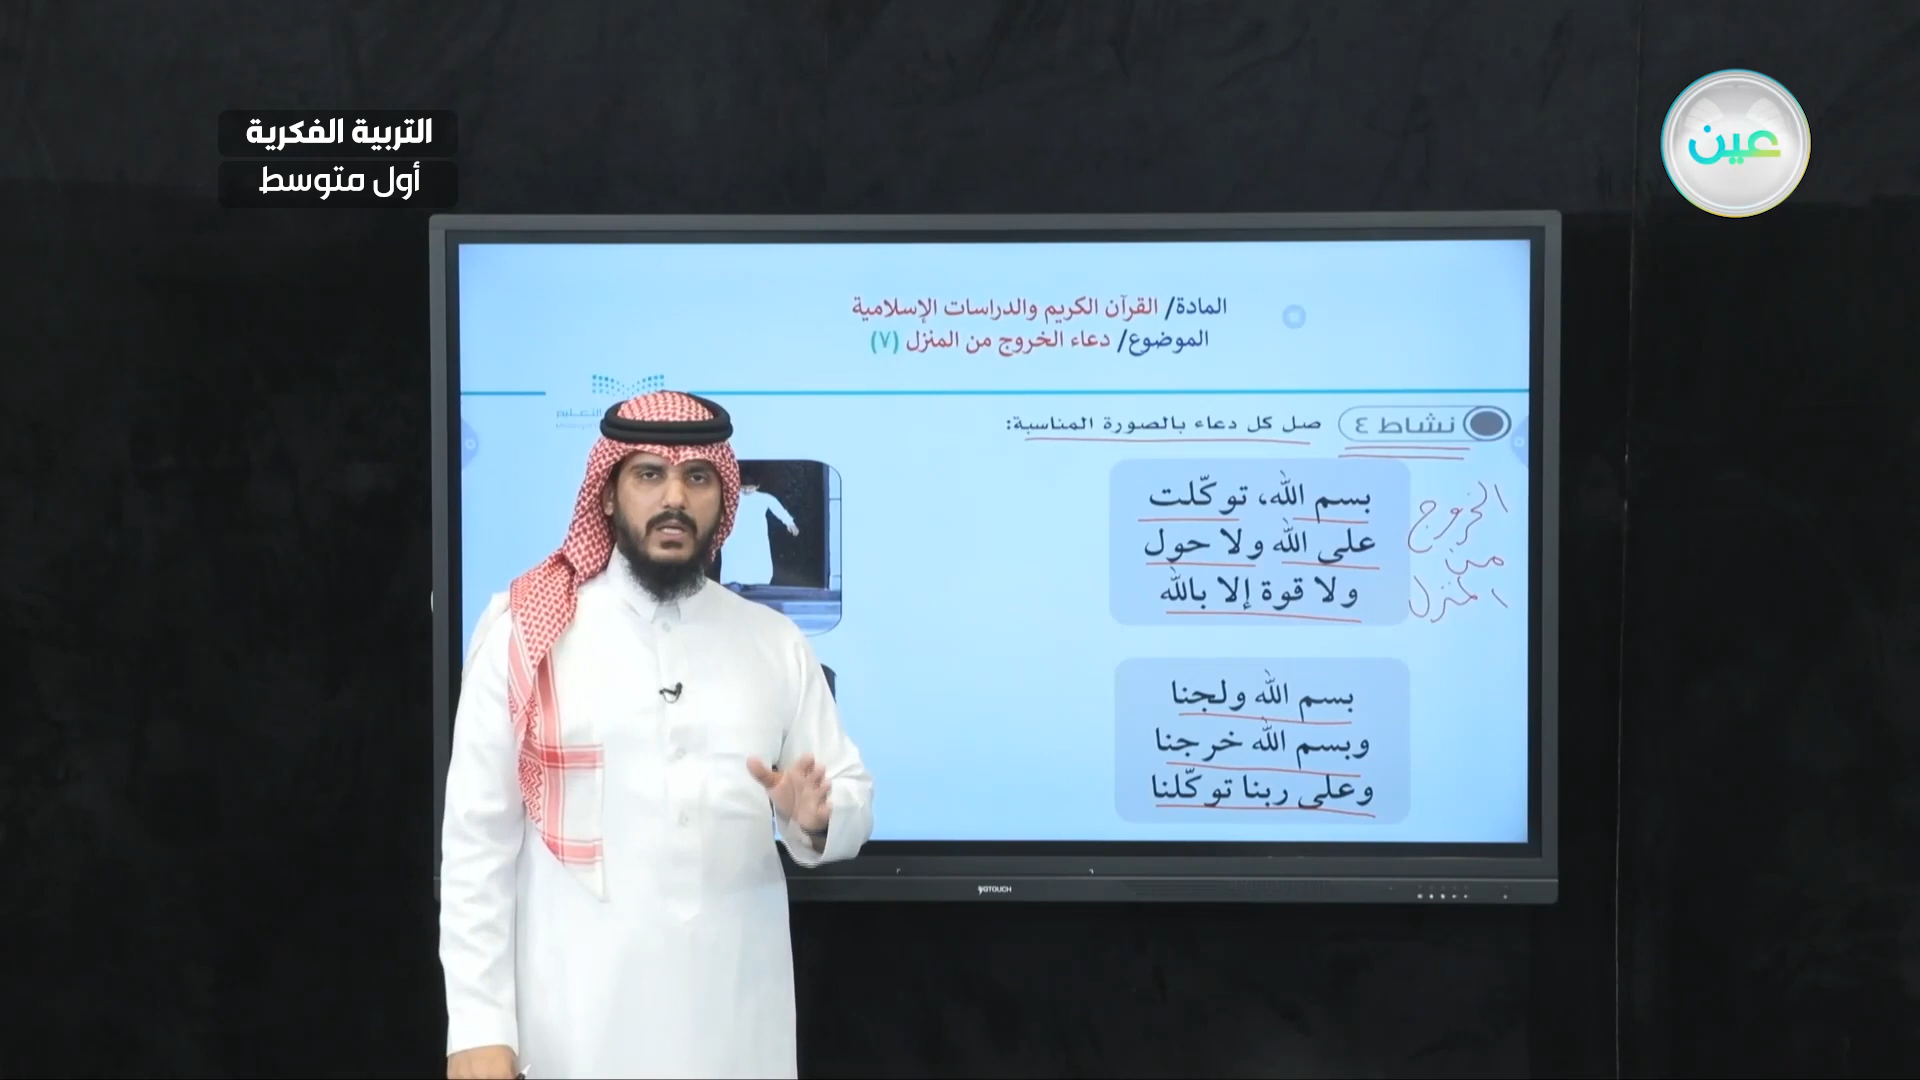 التربية الفكرية
أول متوسط
عين
المادة/ القرآن الكريم والدراسات الإسلامية
الموضوع/ دعاء الخروج من المنزل (٧)
التعليم
نشاط ٤ صل كل دعاء بالصورة المناسبة:
بسم الله، توكّلت
على الله ولا حول
ولا قوة إلا بالله
الخروج
من
المنزل
بسم الله ولجنا
وبسم الله خرجنا
وعلى ربنا توكّلنا
YQTOUCH